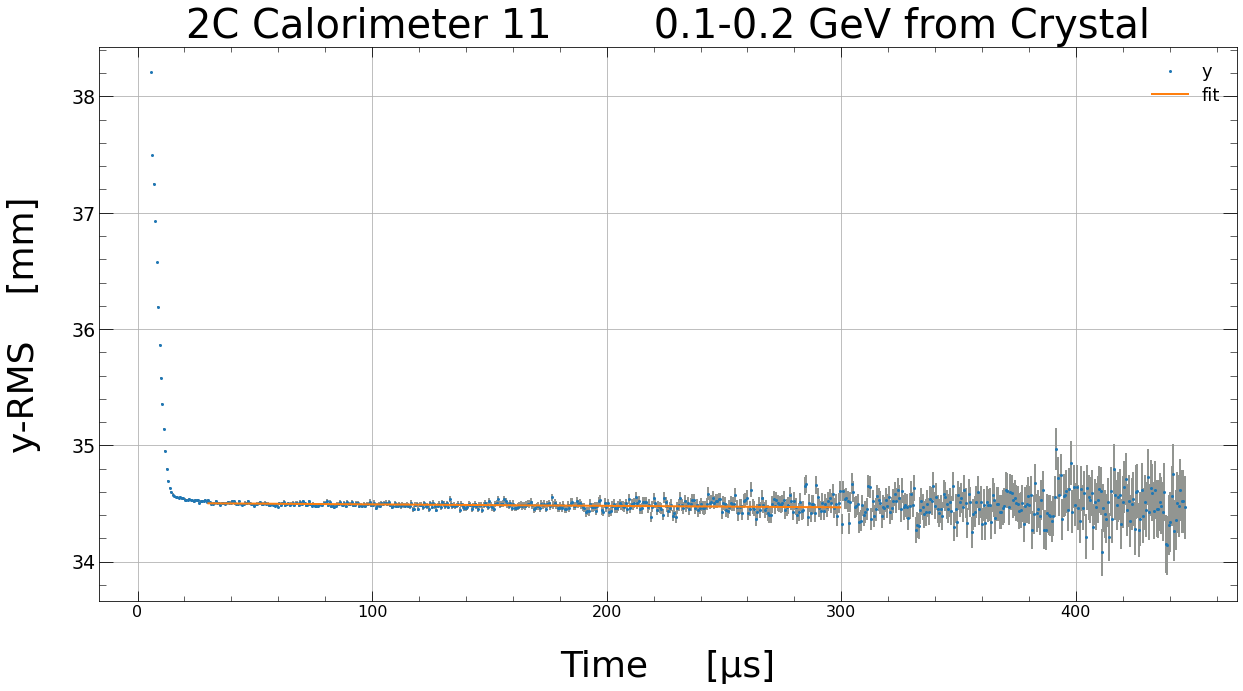 2C Calorimeter 11 0.1-0.2 GeV from Crystal
y
fit
38
37
36
35
34
y-RMS [mm]
0 100 200 300 400
Time [µs]